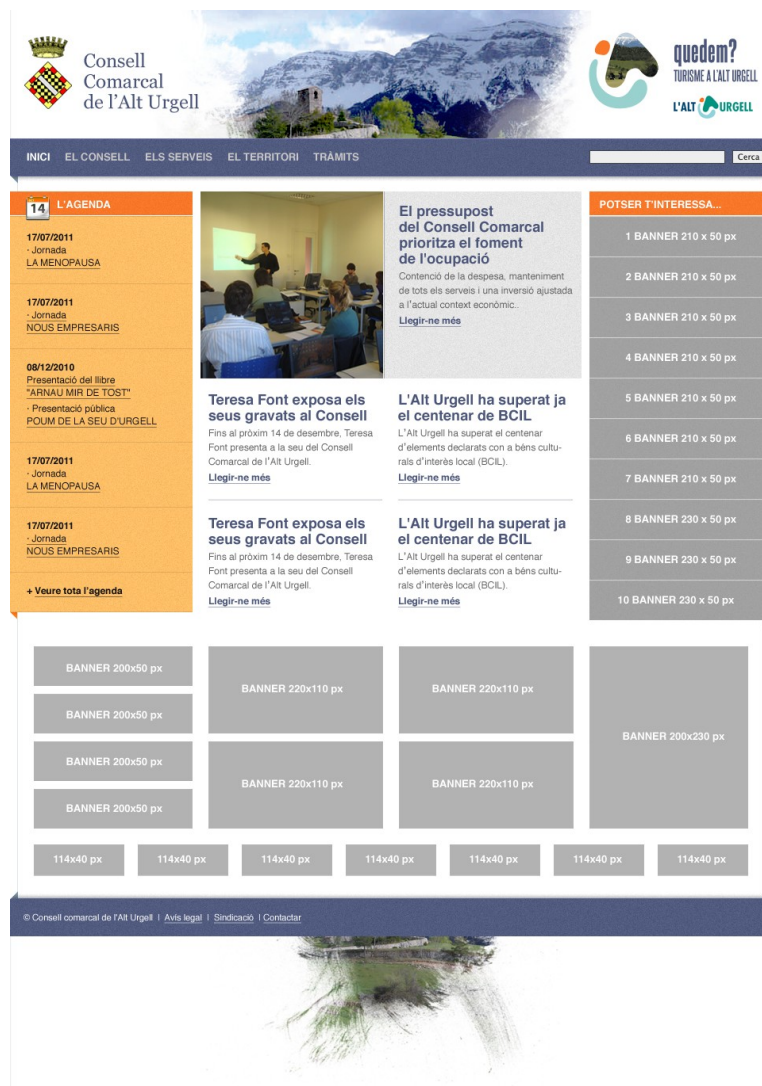 Consell
Comarcal
de l'Alt Urgell
quedem?
TURISME A L'ALT URGELL
L'ALT URGELL
INICI EL CONSELL ELS SERVEIS EL TERRITORI TRÀMITS
Cerca
14 L'AGENDA
17/07/2011
· Jornada
LA MENOPAUSA
17/07/2011
· Jornada
NOUS EMPRESARIS
08/12/2010
Presentació del llibre
"ARNAU MIR DE TOST"
· Presentació pública
POUM DE LA SEU D'URGELL
17/07/2011
· Jornada
LA MENOPAUSA
17/07/2011
· Jornada
NOUS EMPRESARIS
+ Veure tota l'agenda
El pressupost
del Consell Comarcal
prioritza el foment
de l'ocupació
Contenció de la despesa, manteniment
de tots els serveis i una inversió ajustada
a l'actual context econòmic..
Llegir-ne més
Teresa Font exposa els
seus gravats al Consell
Fins al pròxim 14 de desembre, Teresa
Font presenta a la seu del Consell
Comarcal de l'Alt Urgell.
Llegir-ne més
L'Alt Urgell ha superat ja
el centenar de BCIL
L'Alt Urgell ha superat el centenar
d'elements declarats con a béns cultu-
rals d'interès local (BCIL).
Llegir-ne més
Teresa Font exposa els
seus gravats al Consell
Fins al pròxim 14 de desembre, Teresa
Font presenta a la seu del Consell
Comarcal de l'Alt Urgell.
Llegir-ne més
L'Alt Urgell ha superat ja
el centenar de BCIL
L'Alt Urgell ha superat el centenar
d'elements declarats con a béns cultu-
rals d'interès local (BCIL).
Llegir-ne més
POTSER T'INTERESSA...
1 BANNER 210 x 50 px
2 BANNER 210 x 50 px
3 BANNER 210 x 50 px
4 BANNER 210 x 50 px
5 BANNER 210 x 50 px
6 BANNER 210 x 50 px
7 BANNER 210 x 50 px
8 BANNER 230 x 50 px
9 BANNER 230 x 50 px
10 BANNER 230 x 50 px
BANNER 200x50 px
BANNER 200x50 px
BANNER 200x50 px
BANNER 200x50 px
BANNER 220x110 px
BANNER 220x110 px
BANNER 220x110 px
BANNER 220x110 px
BANNER 200x230 px
114x40 px 114x40 px 114x40 px 114x40 px 114x40 px 114x40 px 114x40 px
© Consell comarcal de l'Alt Urgell | Avís legal | Sindicació | Contactar